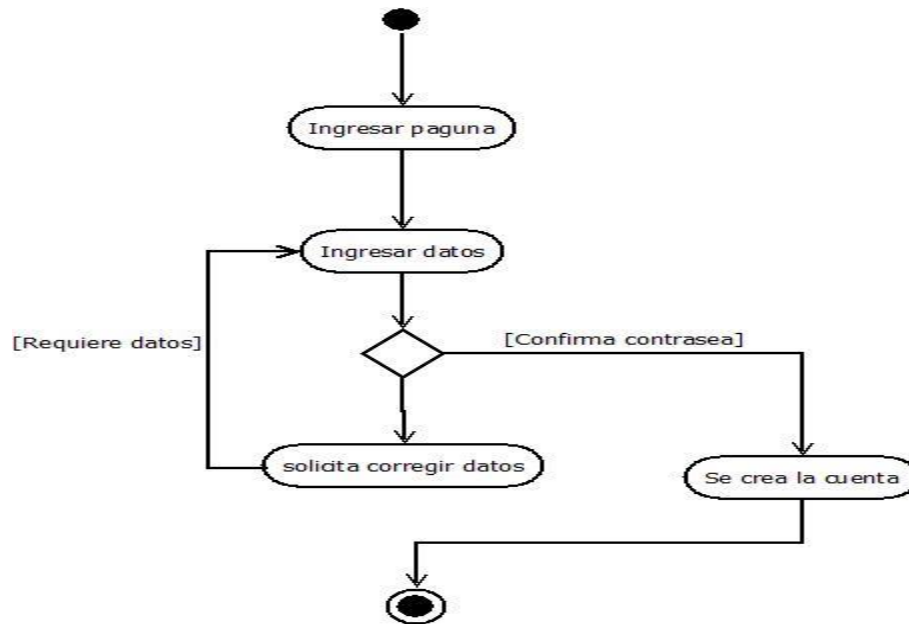 Ingresar paguna
Ingresar datos
[Requiere datos]
[Confirma contrasea]
solicita corregir datos
Se crea la cuenta